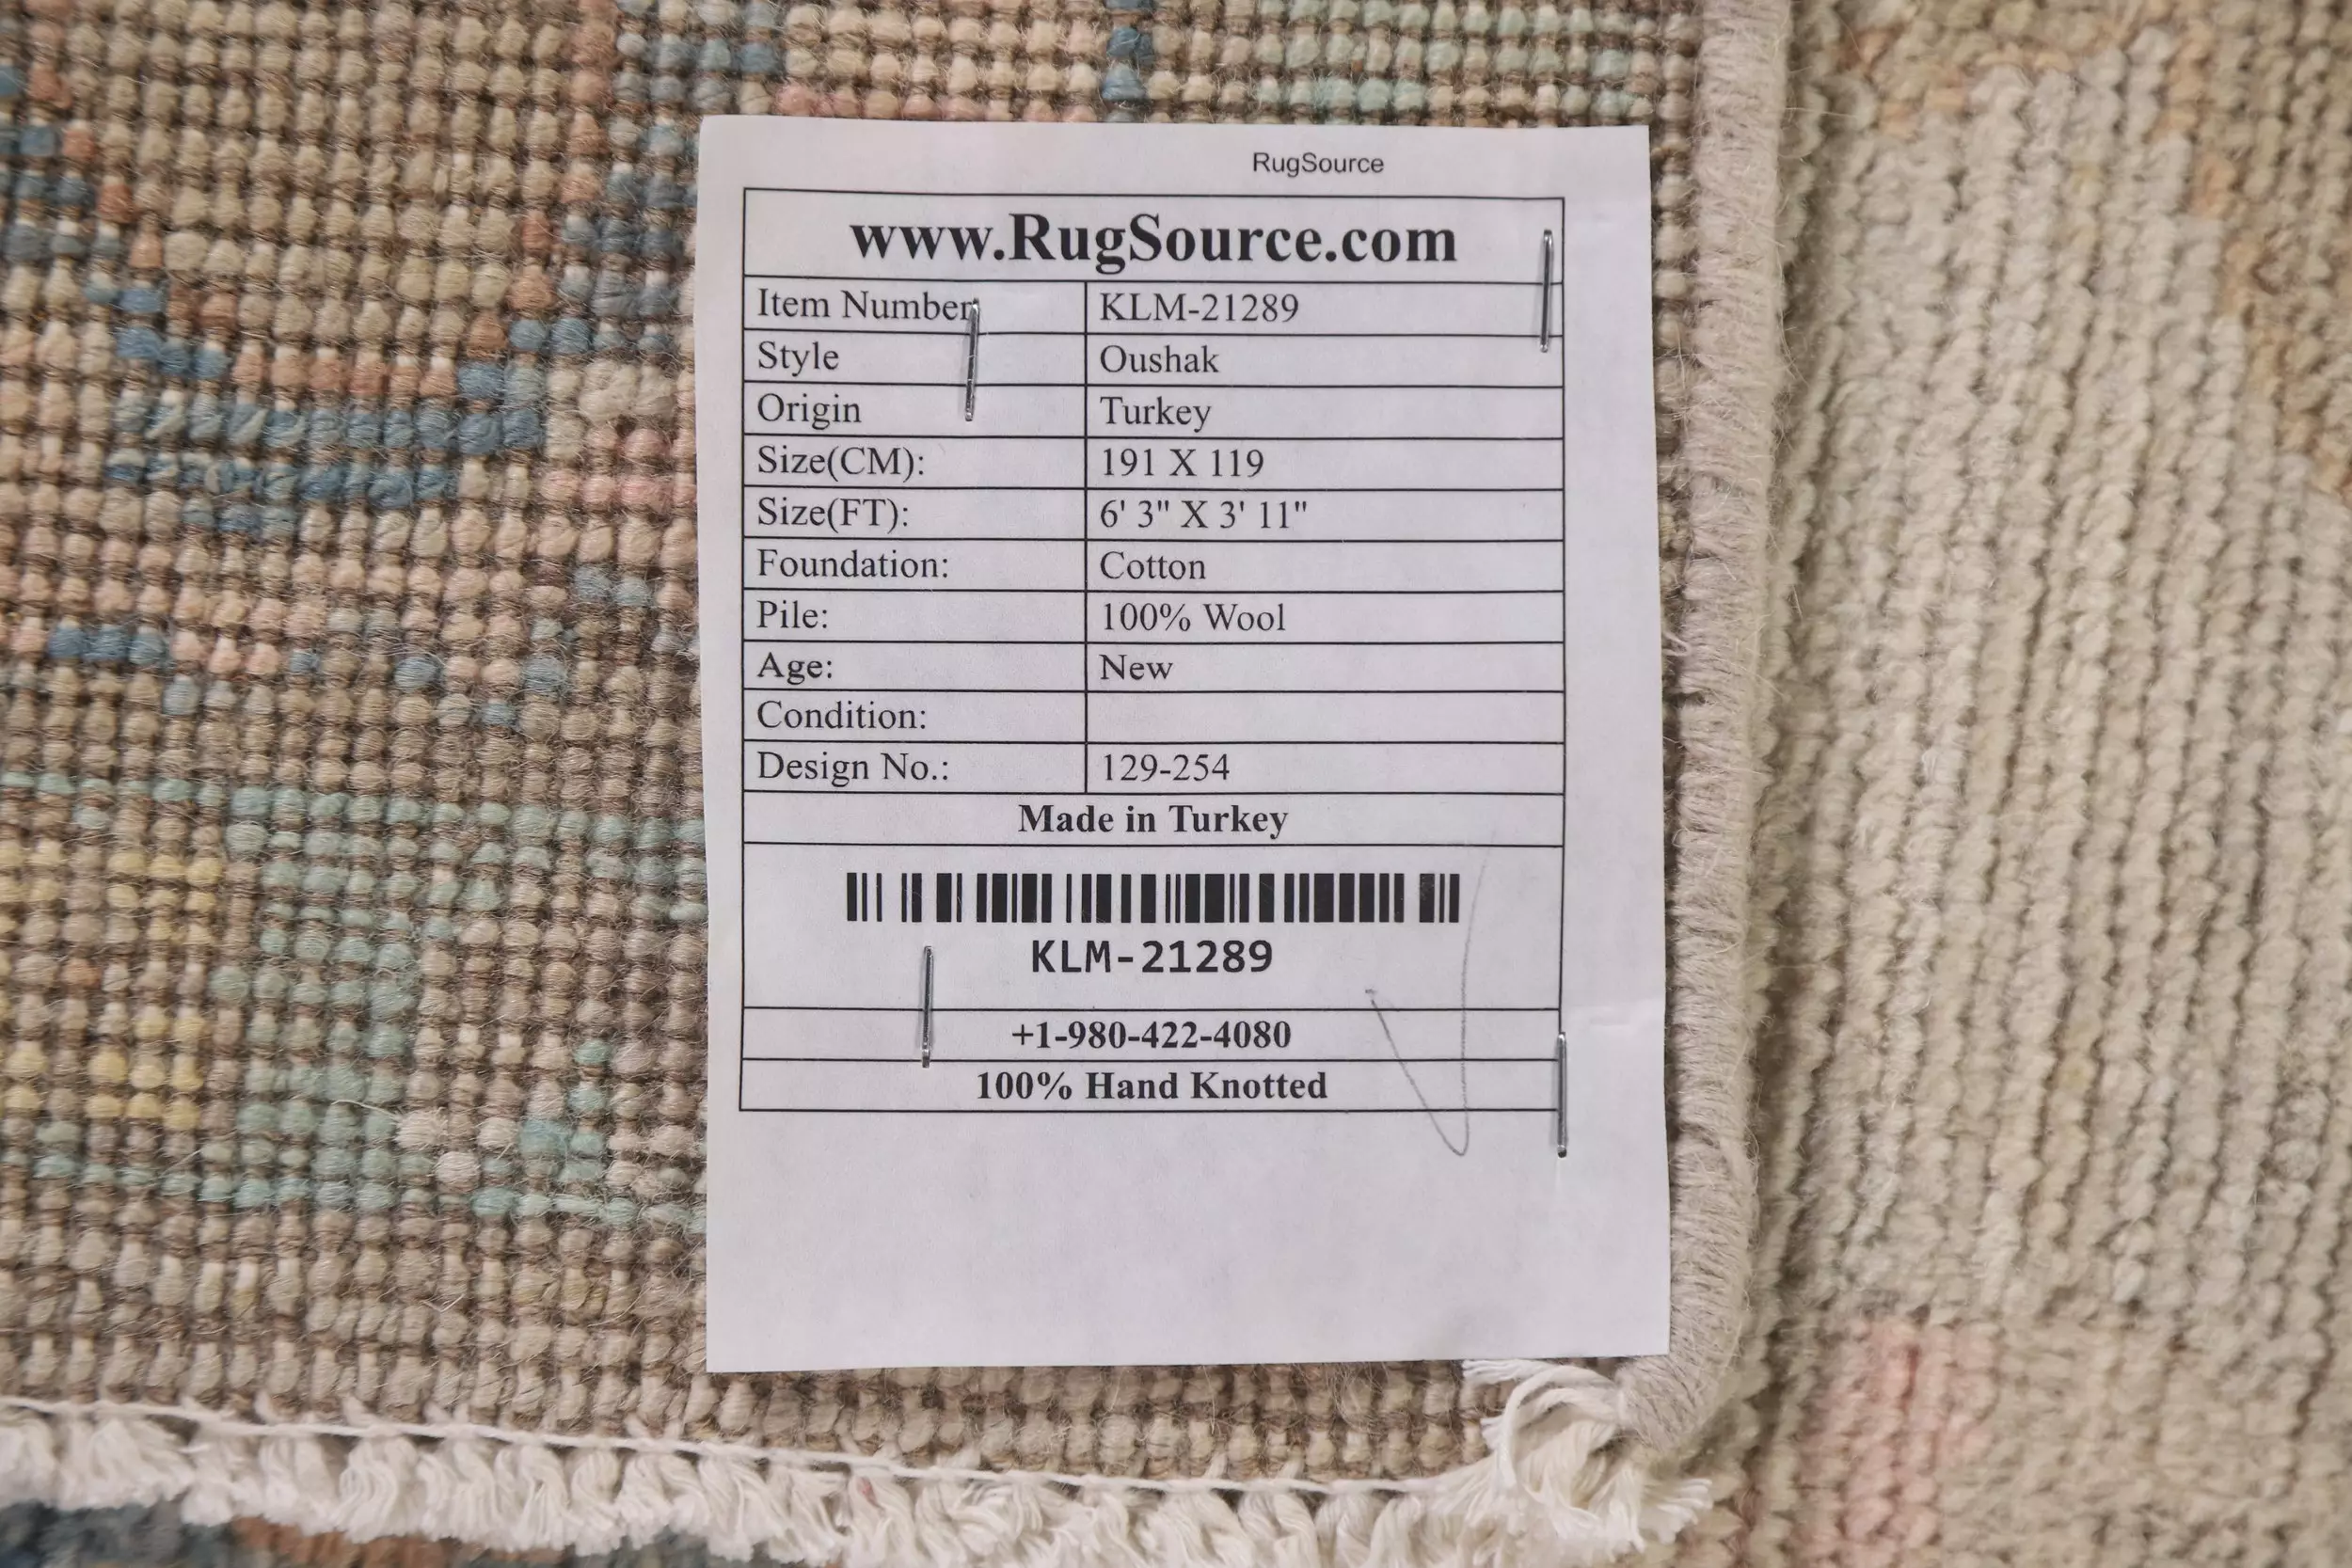 RugSource
www.RugSource.com
Item Number KLM-21289
Style Oushak
Origin Turkey
Size(CM): 191 X 119
Size(FT): 6' 3" X 3' 11"
Foundation: Cotton
Pile: 100% Wool
Age: New
Condition:
Design No.: 129-254
Made in Turkey
KLM-21289
+1-980-422-4080
100% Hand Knotted